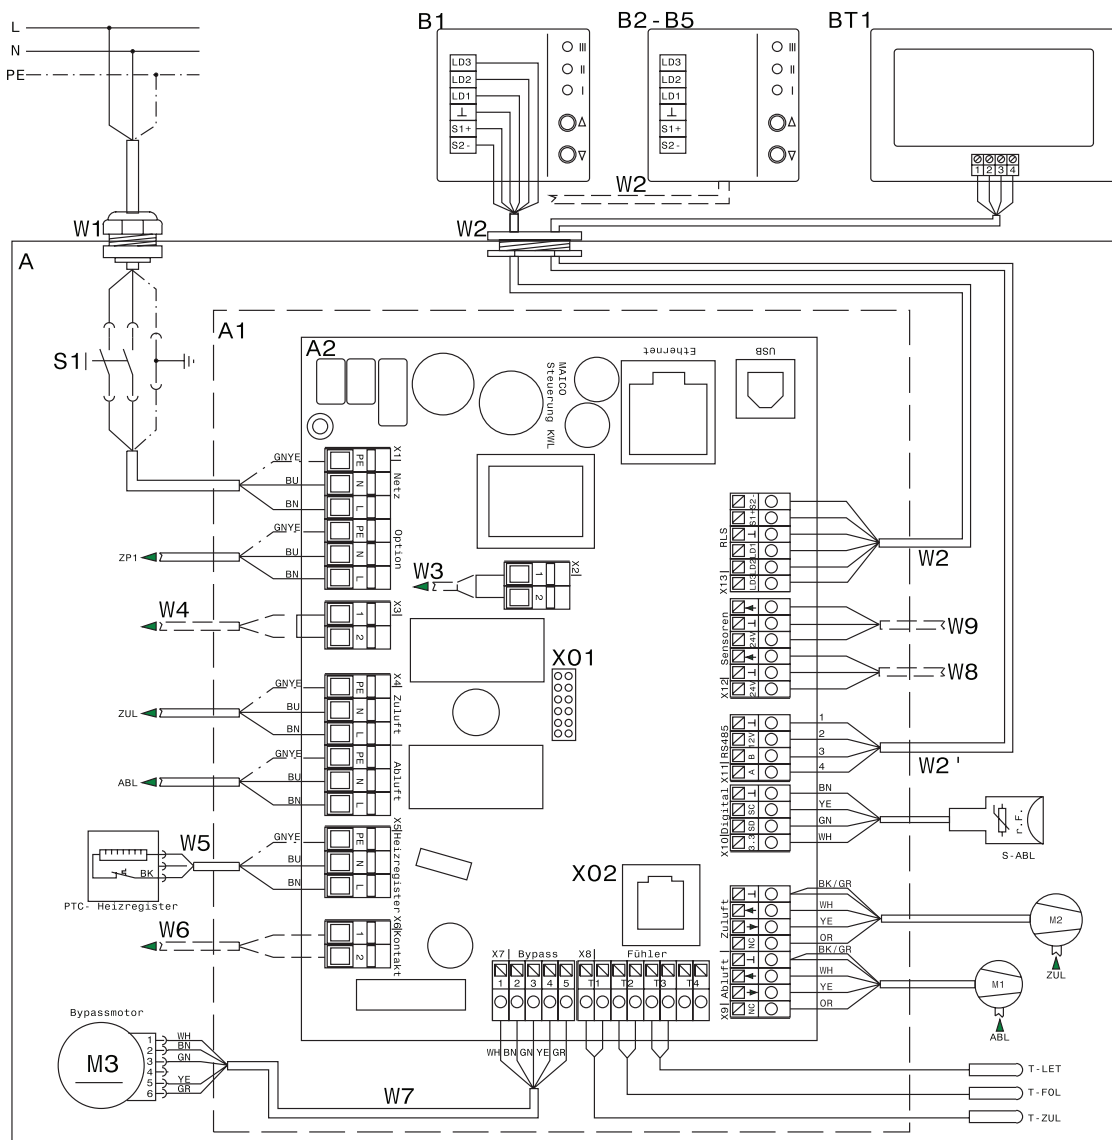 L
N
PE
B1
B2-B5
BT1
LD3
LD2
LD1
⊥
S1+
S2-
III
II
I
Δ
∇
LD3
LD2
LD1
⊥
S1+
S2-
III
II
I
Δ
∇
1 2 3 4
W2
W1
W2
A
S1
A1
A2
MAICO
Steuerung KWL
Ethernet
USB
GNYE
BU
BN
X1
Netz
PE
N
L
GNYE
BU
BN
ZP1
Option
PE
N
L
W3
X2
1
2
W4
X3
1
2
X01
GNYE
BU
BN
ZUL
X4
Zuluft
PE
N
L
GNYE
BU
BN
ABL
Abluft
PE
N
L
W5
BK
PTC- Heizregister
GNYE
BU
BN
X5
Heizregister
PE
N
L
W6
X6
Kontakt
1
2
RLS
X13
S2-
S1+
⊥
LD1
LD2
LD3
W2
Sensoren
X12
⊥
24V
⊥
24V
W9
W8
RS485
X11
⊥
12V
B
A
1
2
3
4
W2'
Digital
X10
⊥
SC
SD
3.3
BN
YE
GN
WH
r.F.
S-ABL
X02
Zuluft
⊥
NC
BK/GR
WH
YE
OR
M2
ZUL
Abluft
X9
⊥
NC
BK/GR
WH
YE
OR
M1
ABL
X7 Bypass
1 2 3 4 5
X8 Fühler
T1 T2 T3 T4
WH BN GN YE GR
Bypassmotor
M3
1 WH
2 BN
3 GN
4
5 YE
6 GR
W7
T-LET
T-FOL
T-ZUL